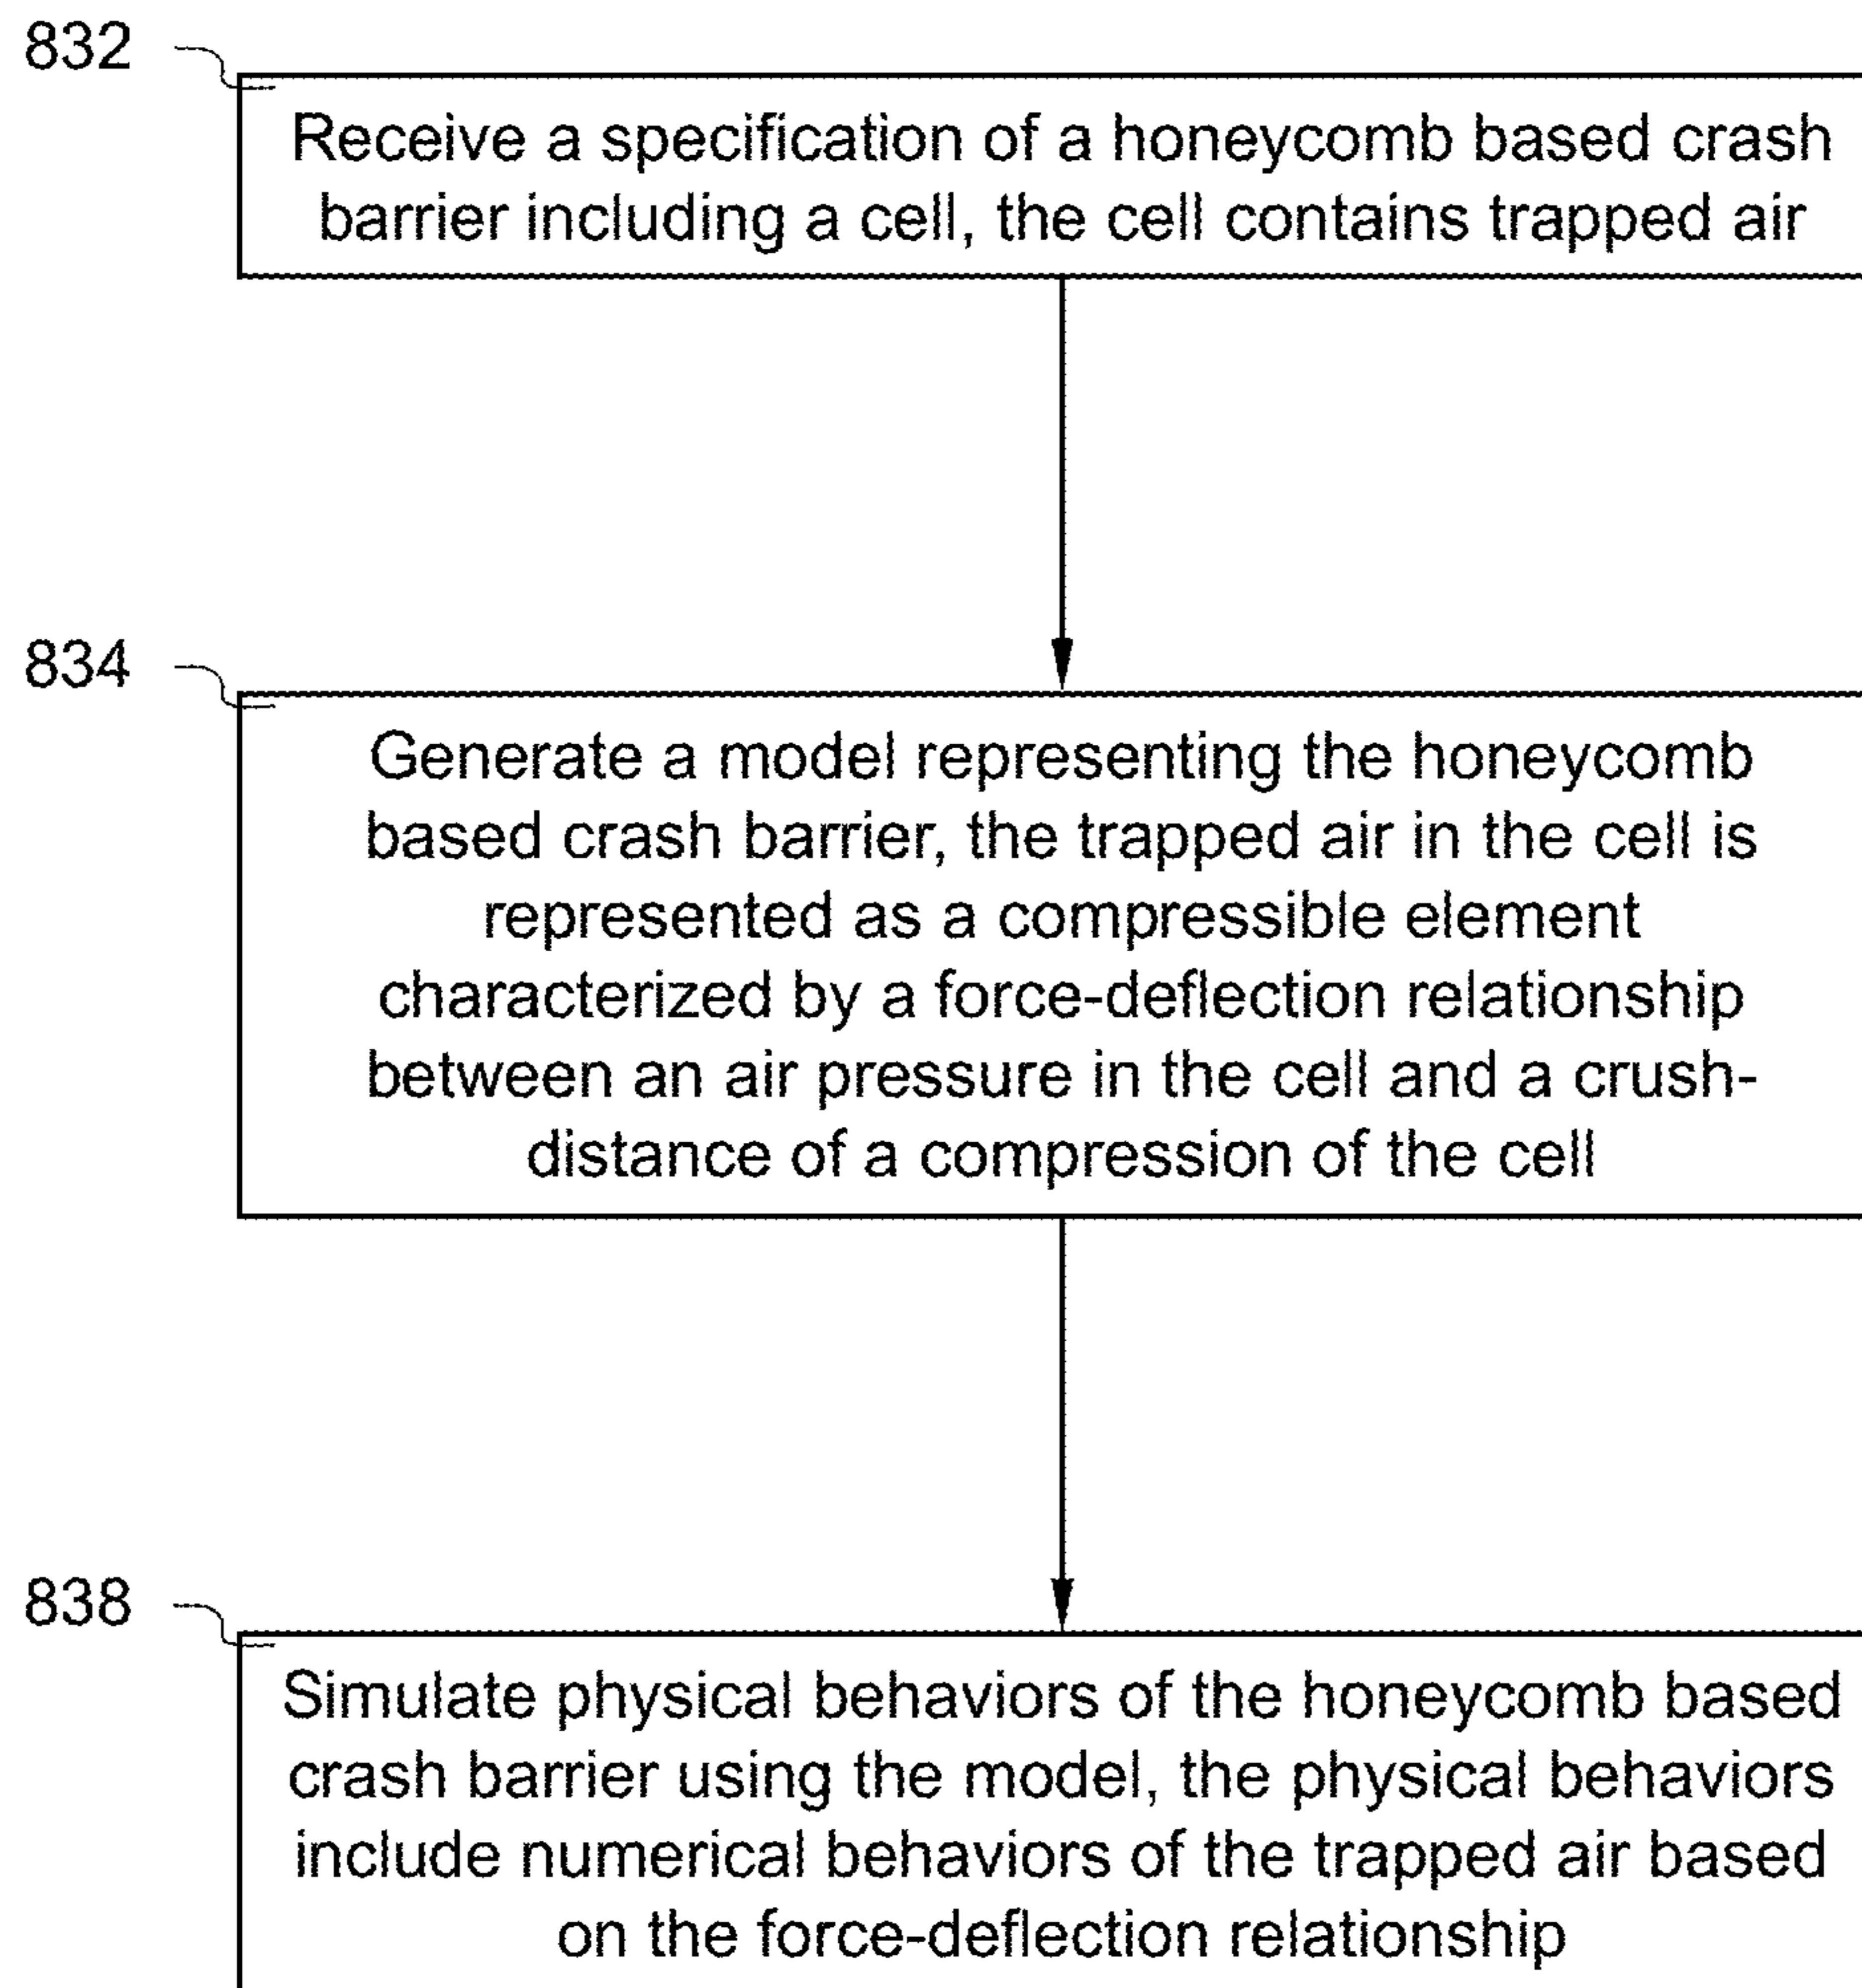 832
Receive a specification of a honeycomb based crash
barrier including a cell, the cell contains trapped air
834
Generate a model representing the honeycomb
based crash barrier, the trapped air in the cell is
represented as a compressible element
characterized by a force-deflection relationship
between an air pressure in the cell and a crush-
distance of a compression of the cell
838
Simulate physical behaviors of the honeycomb based
crash barrier using the model, the physical behaviors
include numerical behaviors of the trapped air based
on the force-deflection relationship